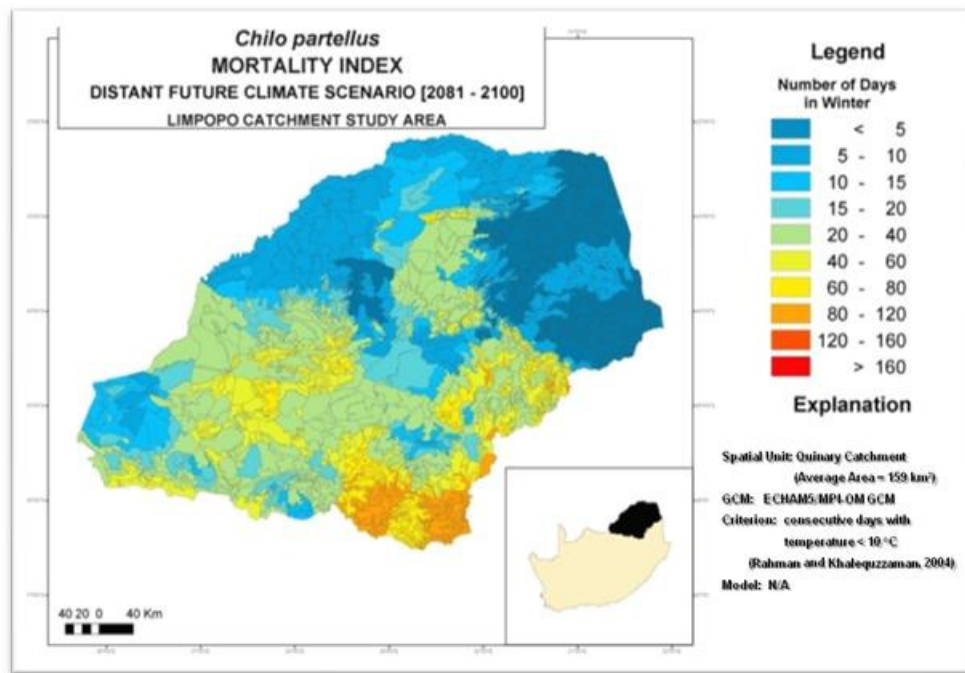 Chilo partellus
MORTALITY INDEX
DISTANT FUTURE CLIMATE SCENARIO [2081 - 2100]
LIMPOPO CATCHMENT STUDY AREA
Legend
Number of Days
in Winter
< 5
5 - 10
10 - 15
15 - 20
20 - 40
40 - 60
60 - 80
80 - 120
120 - 160
> 160
Explanation
Spatial Unit: Quinary Catchment
(Average Area = 159 km²)
GCM: ECHAM5/MPI-OM GCM
Criterion: consecutive days with
temperature < 10 °C
(Rahman and Khalequzzaman, 2004)
Model: N/A
40 20 0 40 Km